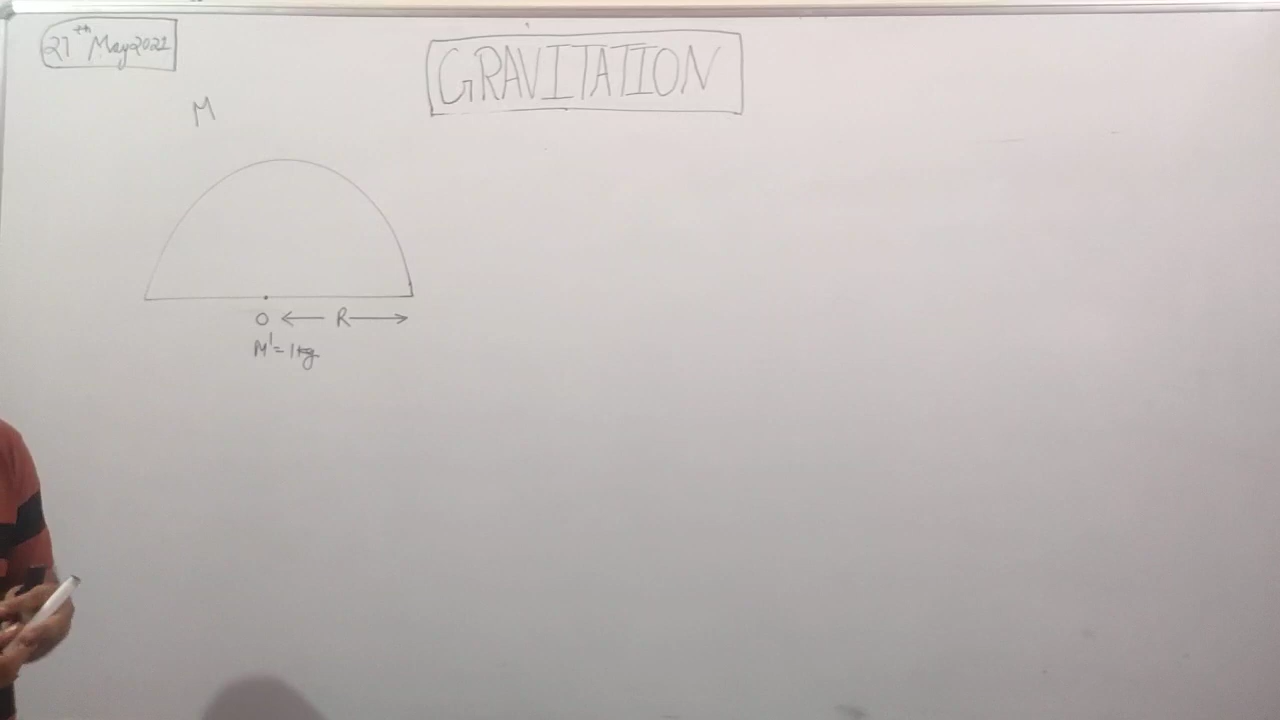 27th May 2021
GRAVITATION
M
O ← R →
M' = 1kg